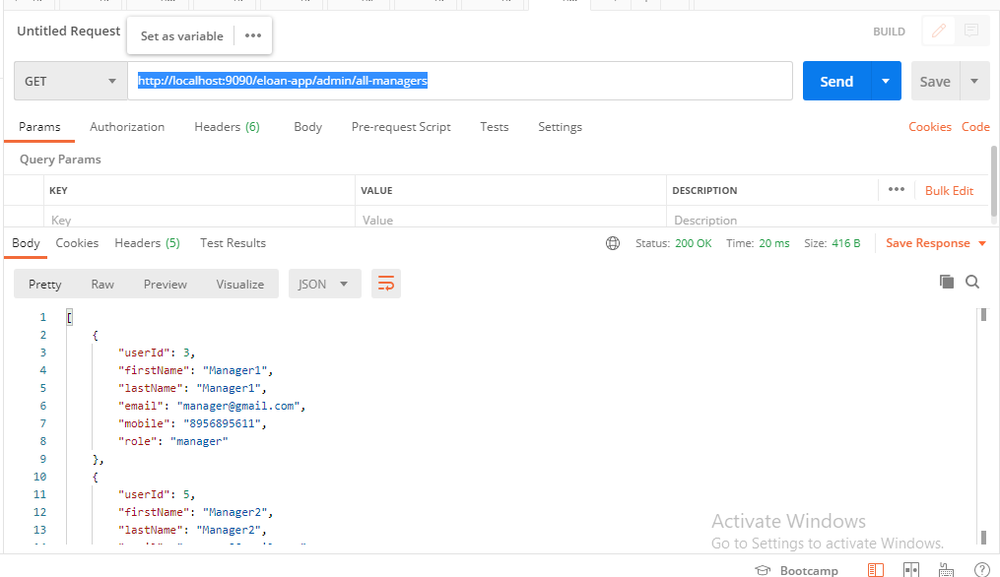 Untitled Request
Set as variable •••
BUILD
GET http://localhost:9090/eloan-app/admin/all-managers Send Save
Params Authorization Headers (6) Body Pre-request Script Tests Settings Cookies Code
Query Params
KEY VALUE DESCRIPTION ••• Bulk Edit
Key Value Description
Body Cookies Headers (5) Test Results Status: 200 OK Time: 20 ms Size: 416 B Save Response
Pretty Raw Preview Visualize JSON
1 [
2 {
3 "userId": 3,
4 "firstName": "Manager1",
5 "lastName": "Manager1",
6 "email": "manager@gmail.com",
7 "mobile": "8956895611",
8 "role": "manager"
9 },
10 {
11 "userId": 5,
12 "firstName": "Manager2",
13 "lastName": "Manager2",
Activate Windows
Go to Settings to activate Windows.
Bootcamp